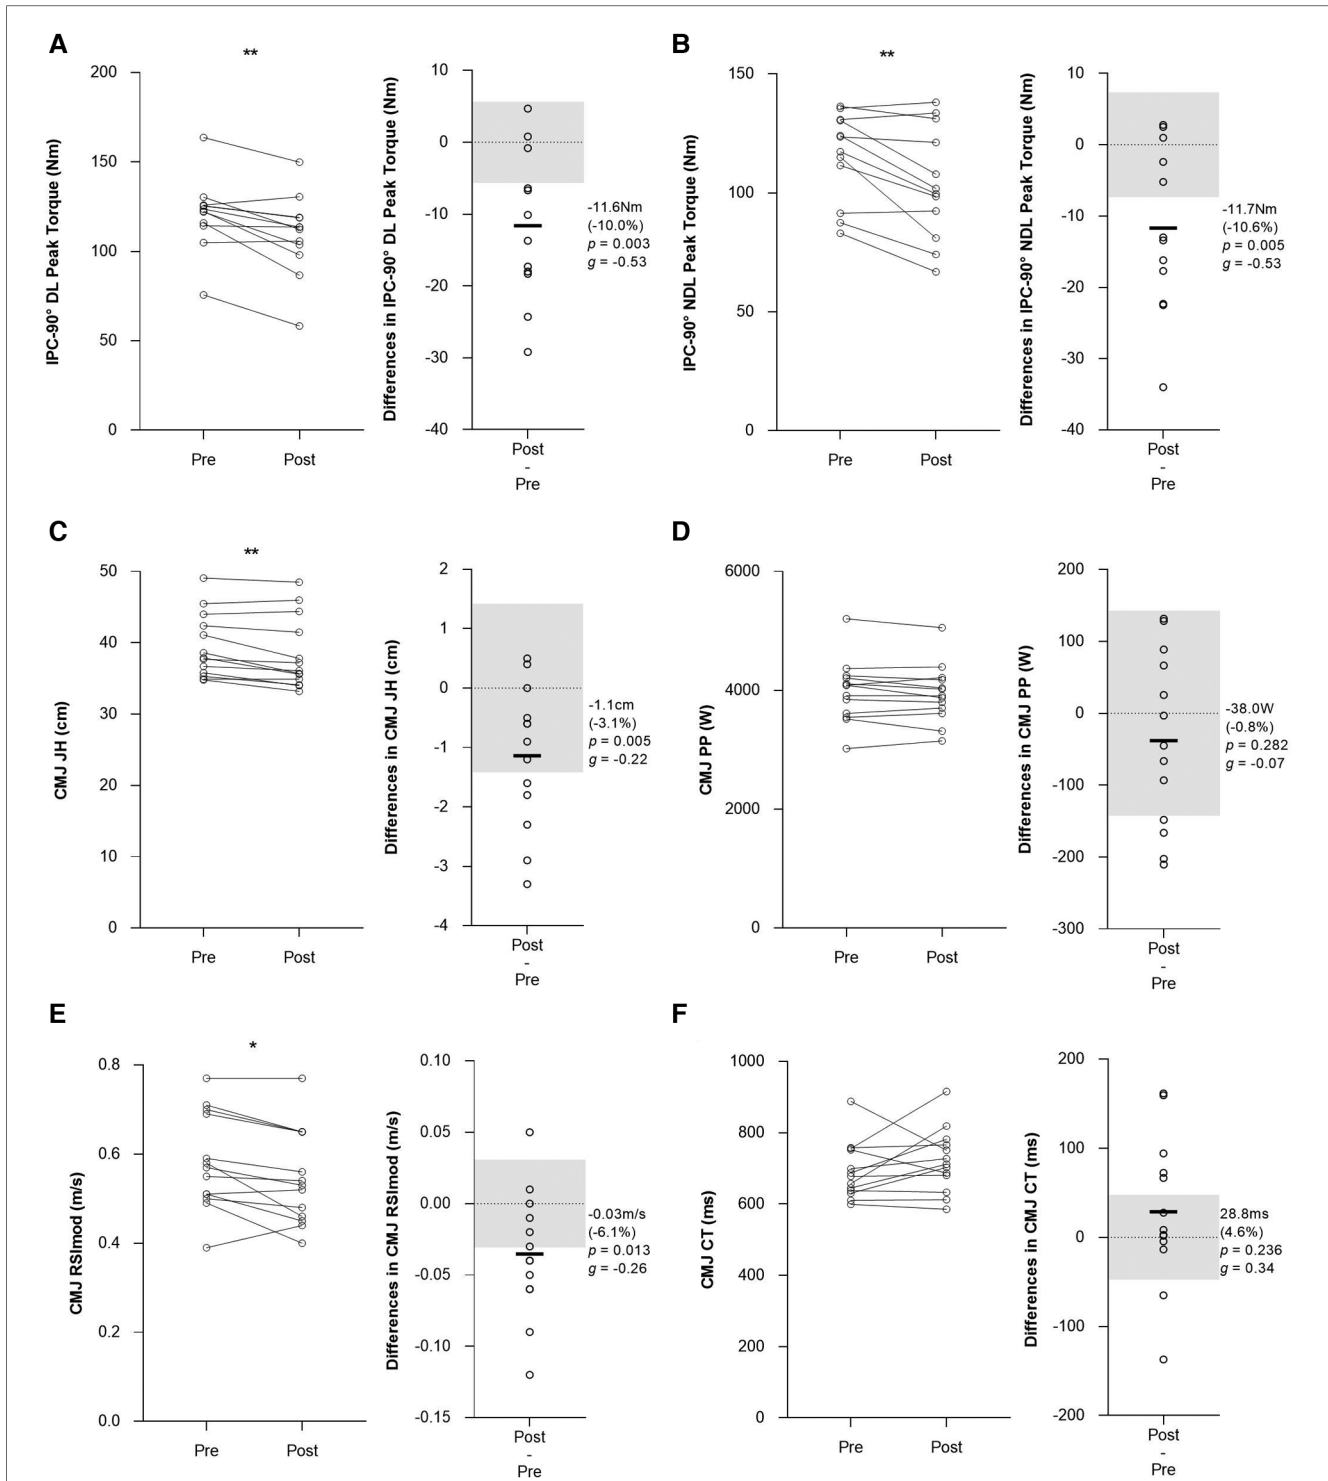 A
**
IPC-90° DL Peak Torque (Nm)
200
150
100
50
0
Pre
Post
Differences in IPC-90° DL Peak Torque (Nm)
10
0
-10
-20
-30
-40
-11.6Nm
(-10.0%)
p = 0.003
g = -0.53
Post
-
Pre
B
**
IPC-90° NDL Peak Torque (Nm)
150
100
50
0
Pre
Post
Differences in IPC-90° NDL Peak Torque (Nm)
10
0
-10
-20
-30
-40
-11.7Nm
(-10.6%)
p = 0.005
g = -0.53
Post
-
Pre
C
**
CMJ JH (cm)
50
40
30
20
10
0
Pre
Post
Differences in CMJ JH (cm)
2
1
0
-1
-2
-3
-4
-1.1cm
(-3.1%)
p = 0.005
g = -0.22
Post
-
Pre
D
CMJ PP (W)
6000
4000
2000
0
Pre
Post
Differences in CMJ PP (W)
200
100
0
-100
-200
-300
-38.0W
(-0.8%)
p = 0.282
g = -0.07
Post
-
Pre
E
*
CMJ RSImod (m/s)
0.8
0.6
0.4
0.2
0.0
Pre
Post
Differences in CMJ RSImod (m/s)
0.10
0.05
0.00
-0.05
-0.10
-0.15
-0.03m/s
(-6.1%)
p = 0.013
g = -0.26
Post
-
Pre
F
CMJ CT (ms)
1000
800
600
400
200
0
Pre
Post
Differences in CMJ CT (ms)
200
100
0
-100
-200
28.8ms
(4.6%)
p = 0.236
g = 0.34
Post
-
Pre